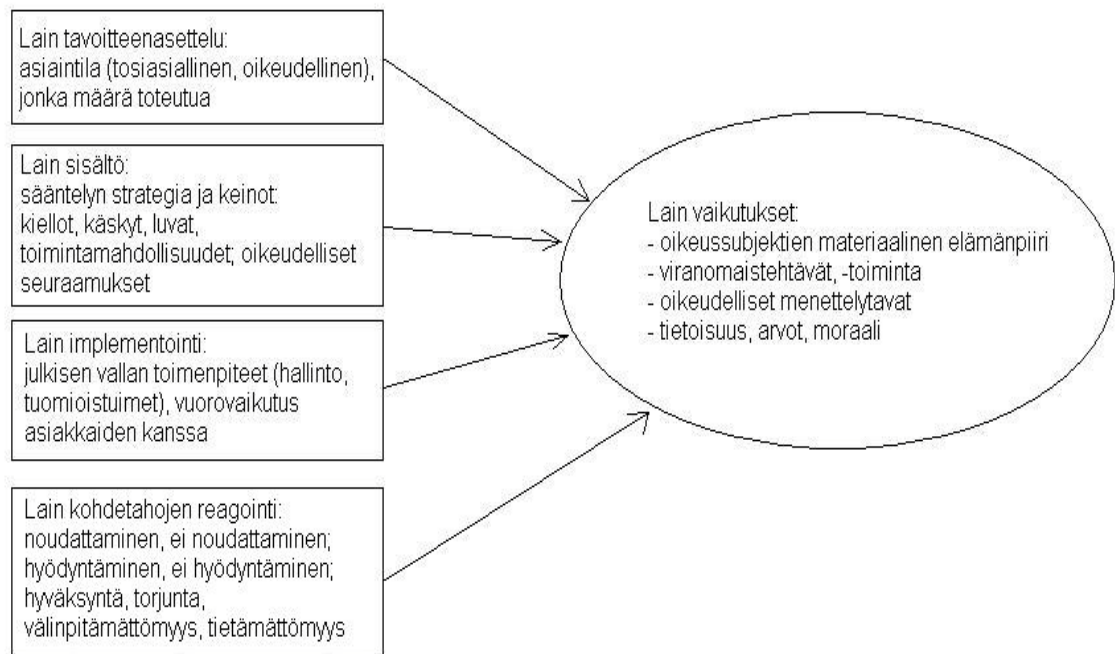 Lain tavoitteenasettelu:
asiaintila (tosiasiallinen, oikeudellinen),
jonka määrä toteutua
Lain sisältö:
sääntelyn strategia ja keinot:
kiellot, käskyt, luvat,
toimintamahdollisuudet; oikeudelliset
seuraamukset
Lain implementointi:
julkisen vallan toimenpiteet (hallinto,
tuomioistuimet), vuorovaikutus
asiakkaiden kanssa
Lain kohdetahojen reagointi:
noudattaminen, ei noudattaminen;
hyödyntäminen, ei hyödyntäminen;
hyväksyntä, torjunta,
välinpitämättömyys, tietämättömyys
Lain vaikutukset:
- oikeussubjektien materiaalinen elämänpiiri
- viranomaistehtävät, -toiminta
- oikeudelliset menettelytavat
- tietoisuus, arvot, moraali